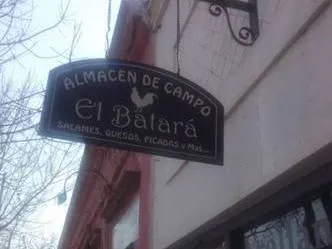 ALMACEN DE CAMPO
El Batará
SALAMES, QUESOS, PICADAS y Mas...